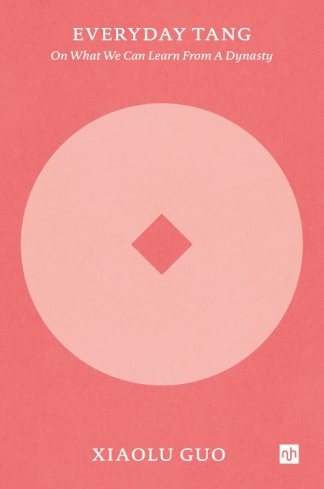 EVERYDAY TANG
On What We Can Learn From A Dynasty
XIAOLU GUO
nh